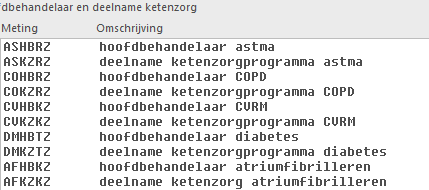 fdbehandelaar en deelname ketenzorg
Meting Omschrijving
ASHBRZ hoofdbehandelaar astma
ASKZRZ deelname ketenzorgprogramma astma
COHBRZ hoofdbehandelaar COPD
COKZRZ deelname ketenzorgprogramma COPD
CVHBKZ hoofdbehandelaar CVRM
CVKZKZ deelname ketenzorgprogramma CVRM
DMHBTZ hoofdbehandelaar diabetes
DMKZTZ deelname ketenzorgprogramma diabetes
AFHBKZ hoofdbehandelaar atriumfibrilleren
AFKZKZ deelname ketenzorg atriumfibrilleren